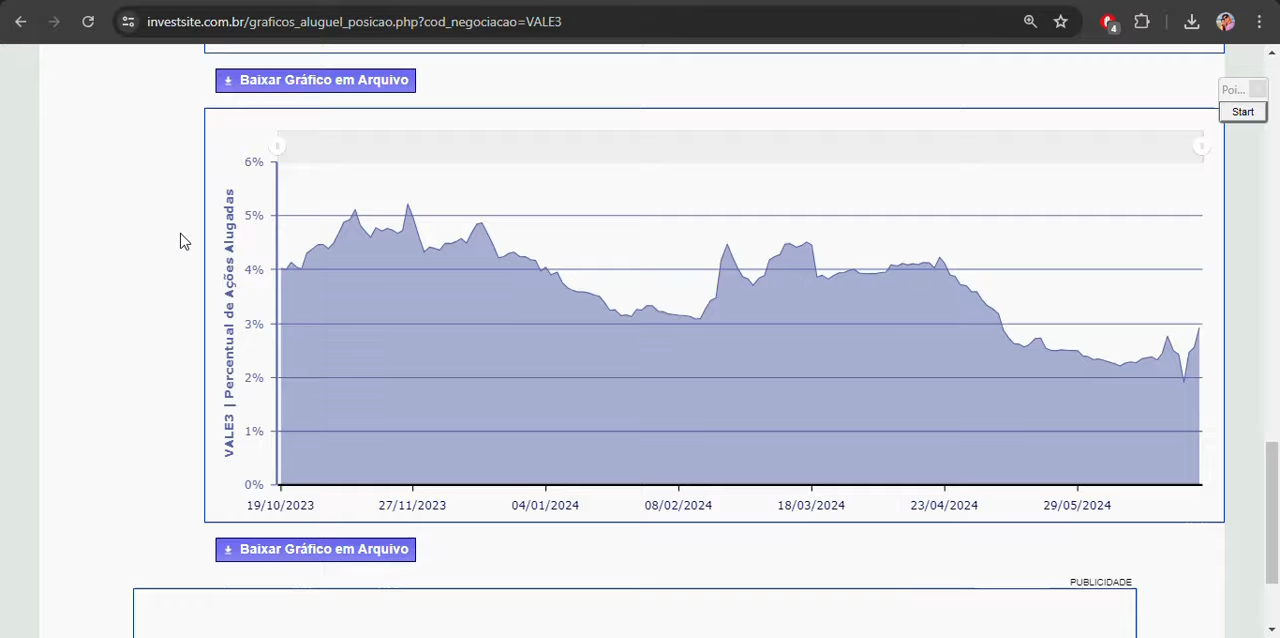 investsite.com.br/graficos_aluguel_posicao.php?cod_negociacao=VALE3
4
Baixar Gráfico em Arquivo
Poi...
Start
VALE3 | Percentual de Ações Alugadas
6%
5%
4%
3%
2%
1%
0%
19/10/2023 27/11/2023 04/01/2024 08/02/2024 18/03/2024 23/04/2024 29/05/2024
Baixar Gráfico em Arquivo
PUBLICIDADE